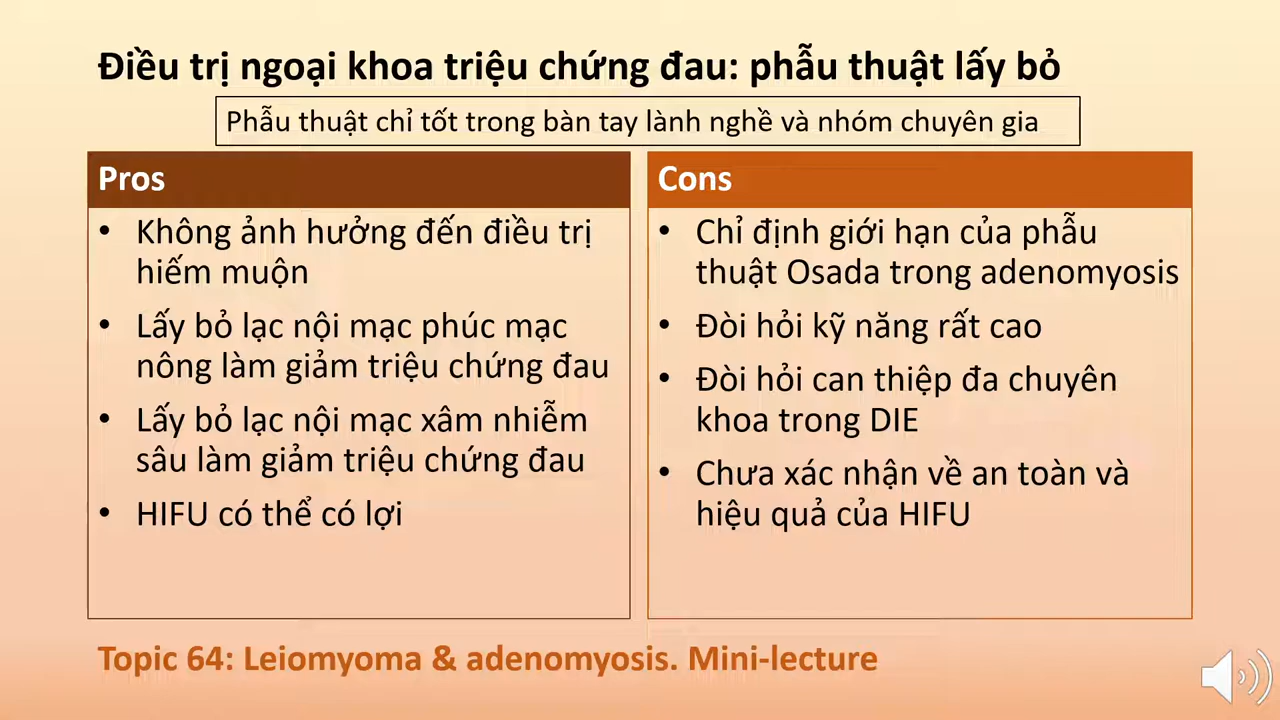 Điều trị ngoại khoa triệu chứng đau: phẫu thuật lấy bỏ
Phẫu thuật chỉ tốt trong bàn tay lành nghề và nhóm chuyên gia
Pros
• Không ảnh hưởng đến điều trị
hiếm muộn
• Lấy bỏ lạc nội mạc phúc mạc
nông làm giảm triệu chứng đau
• Lấy bỏ lạc nội mạc xâm nhiễm
sâu làm giảm triệu chứng đau
• HIFU có thể có lợi
Cons
• Chỉ định giới hạn của phẫu
thuật Osada trong adenomyosis
• Đòi hỏi kỹ năng rất cao
• Đòi hỏi can thiệp đa chuyên
khoa trong DIE
• Chưa xác nhận về an toàn và
hiệu quả của HIFU
Topic 64: Leiomyoma & adenomyosis. Mini-lecture